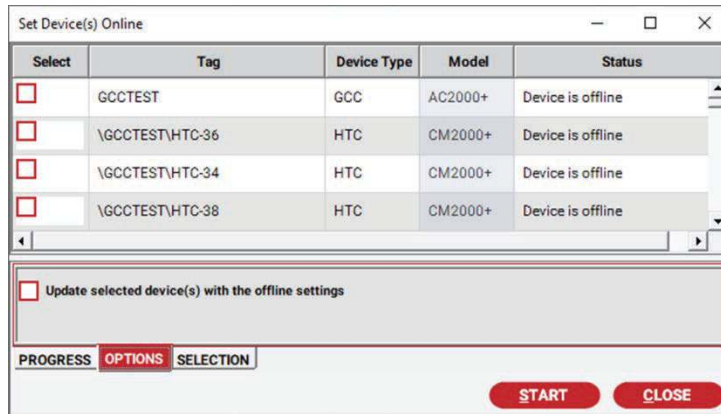 Set Device(s) Online
Select Tag Device Type Model Status
GCCTEST GCC AC2000+ Device is offline
\GCCTEST\HTC-36 HTC CM2000+ Device is offline
\GCCTEST\HTC-34 HTC CM2000+ Device is offline
\GCCTEST\HTC-38 HTC CM2000+ Device is offline
Update selected device(s) with the offline settings
PROGRESS OPTIONS SELECTION
START CLOSE